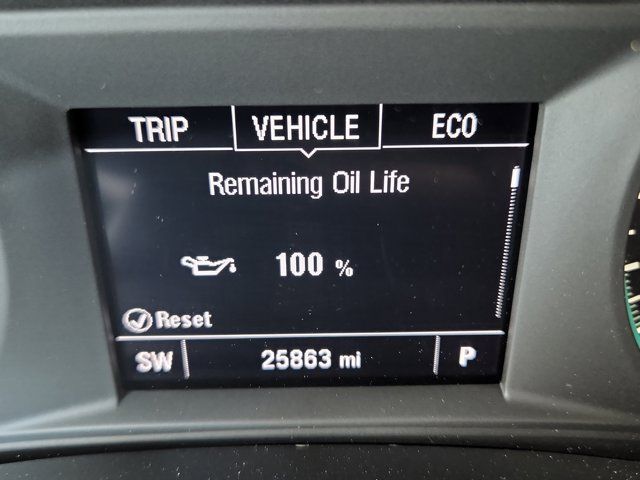 TRIP VEHICLE ECO
Remaining Oil Life
100 %
Reset
SW 25863 mi P